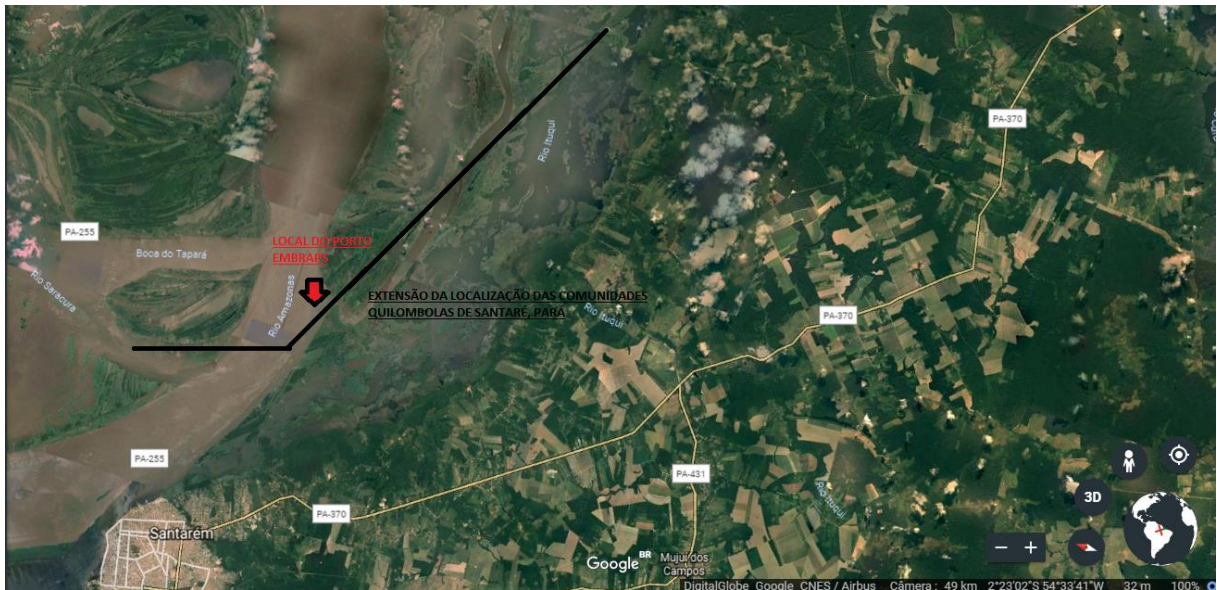 PA-370
PA-370
Rio Ituqui
PA-255
LOCAL DO PORTO
EMBRAPS
Boca do Tapará
Rio Saracura
Rio Amazonas
EXTENSÃO DA LOCALIZAÇÃO DAS COMUNIDADES
QUILOMBOLAS DE SANTARÉ, PARÁ
Rio Ituqui
PA-370
PA-255
PA-431
Rio Ituqui
3D
PA-370
Santarém
Google BR
Mujuí dos
Campos
DigitalGlobe Google CNES / Airbus Câmera : 49 km 2°23'02"S 54°33'41"W 32 m 100%